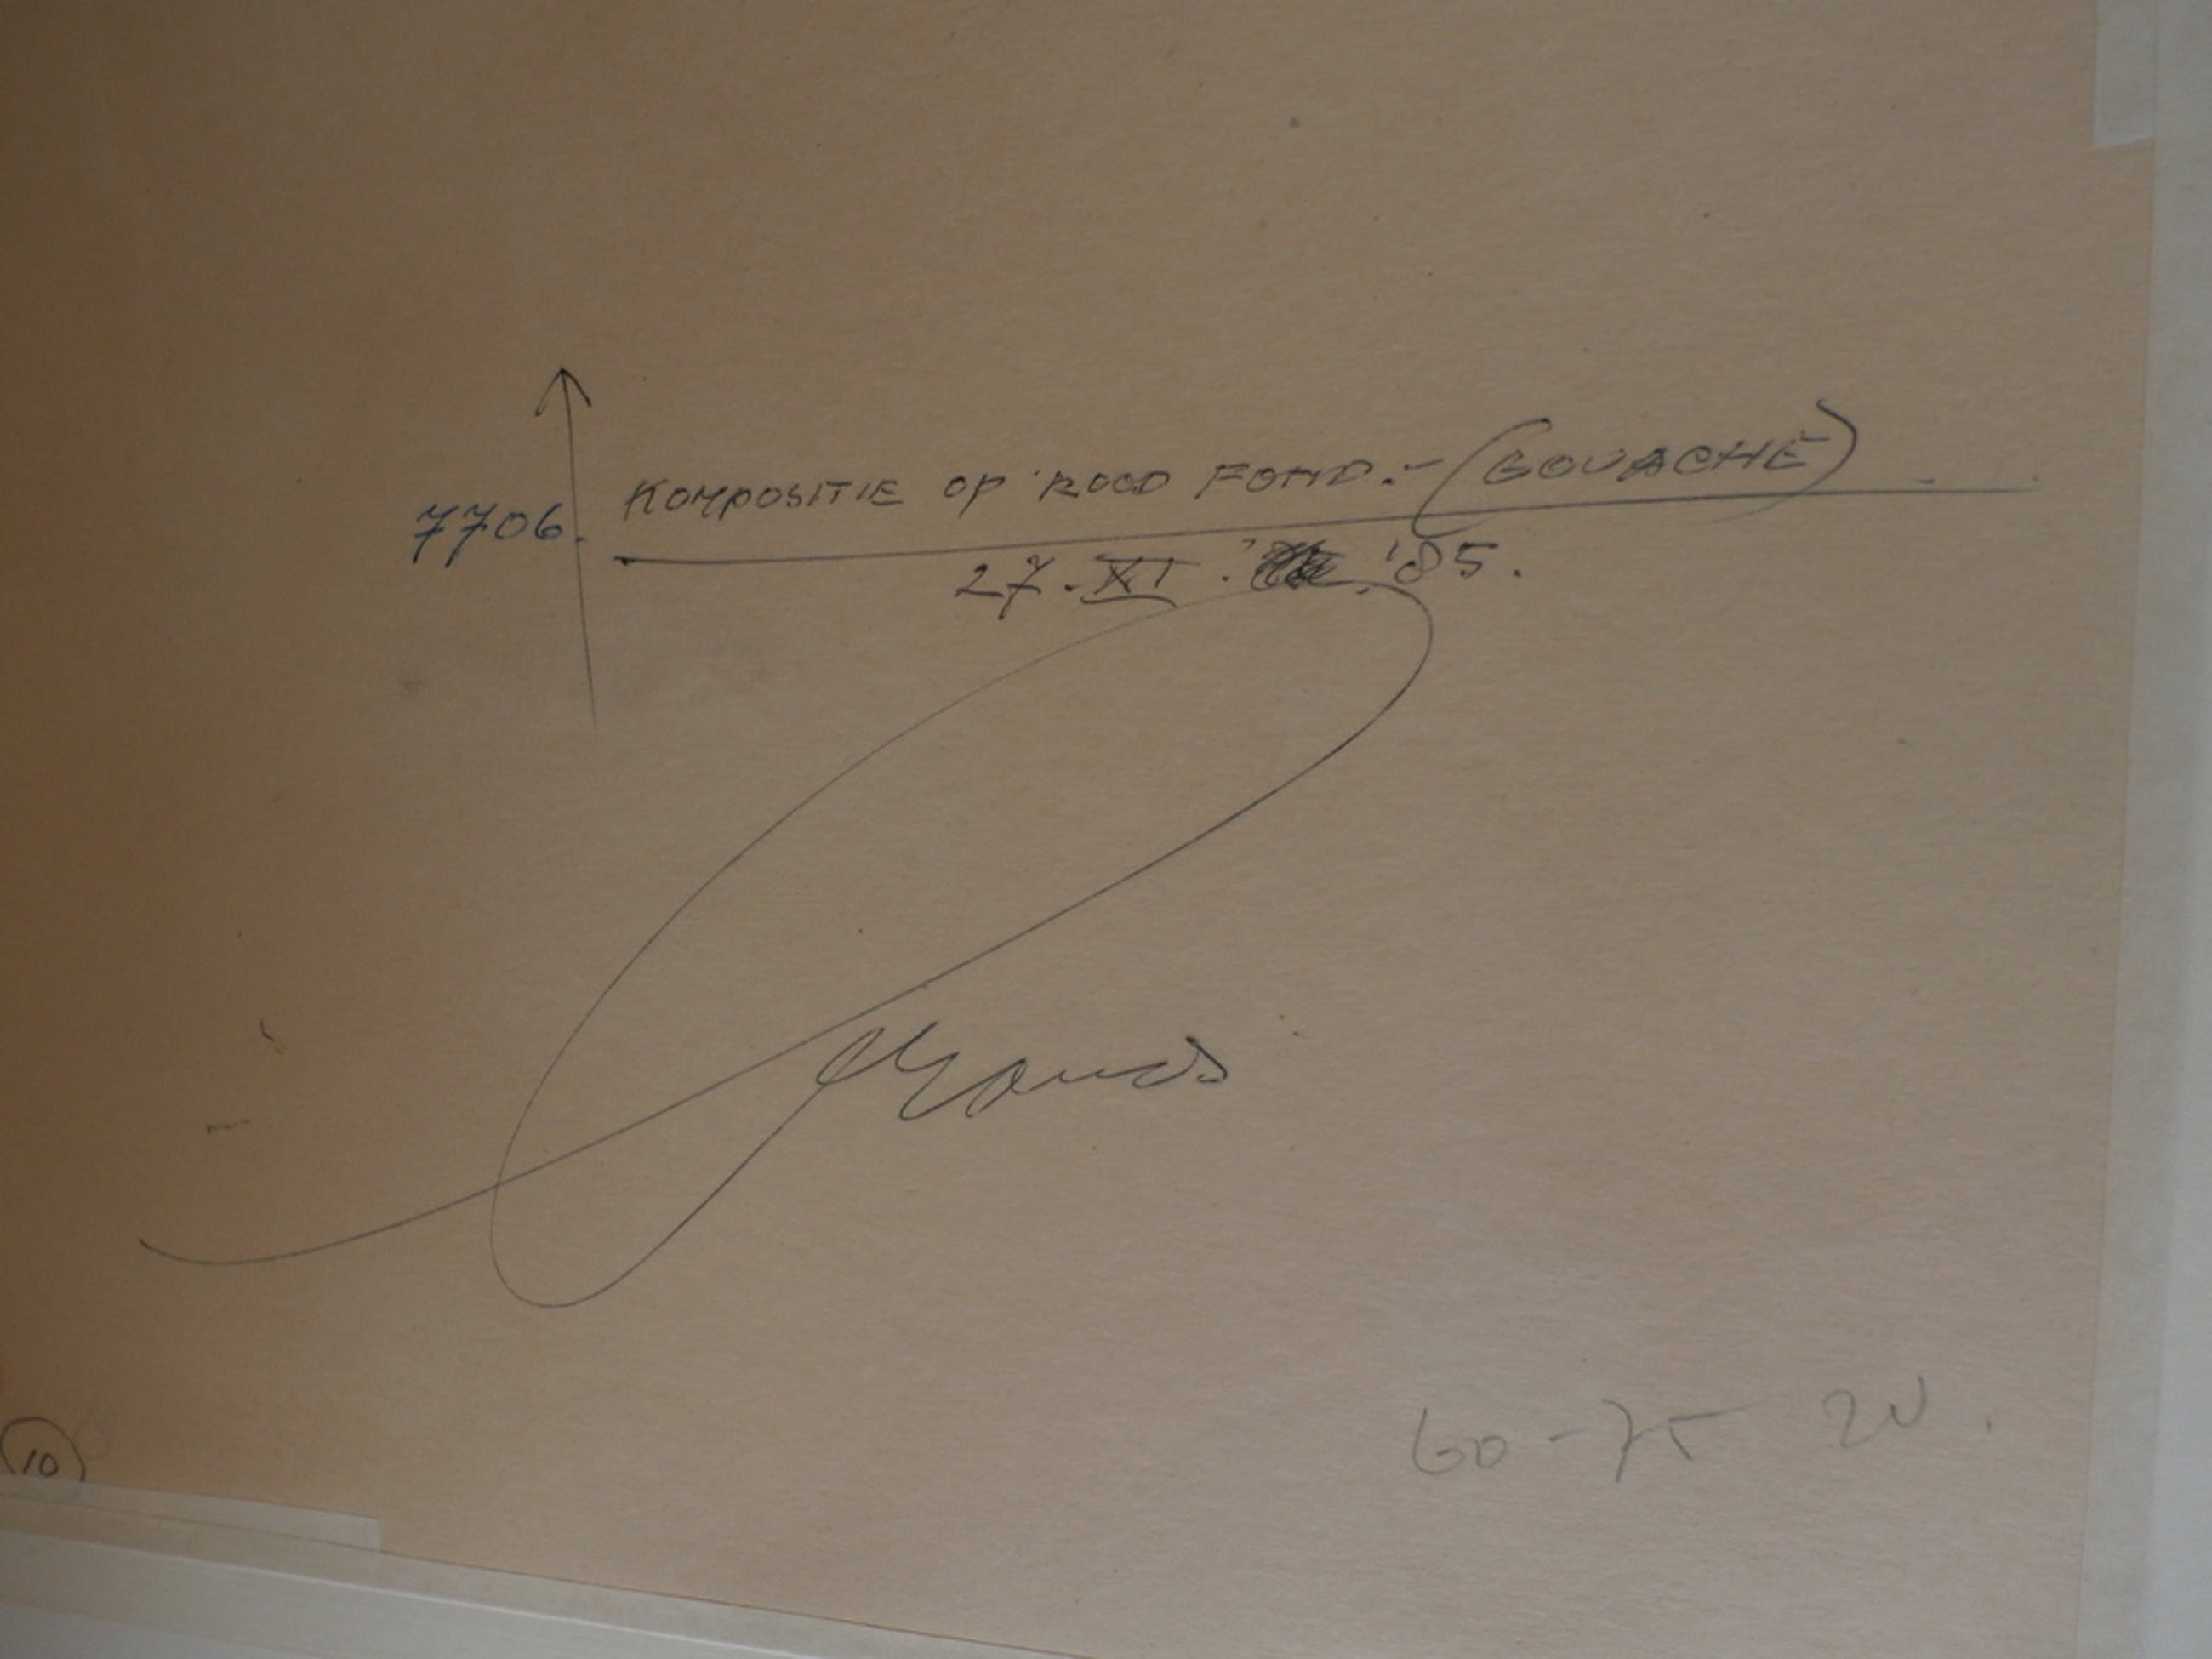 7706.
KOMPOSITIE OP ROOD FOND.- (GOUACHE)
27.XI.'85.
60-75
10